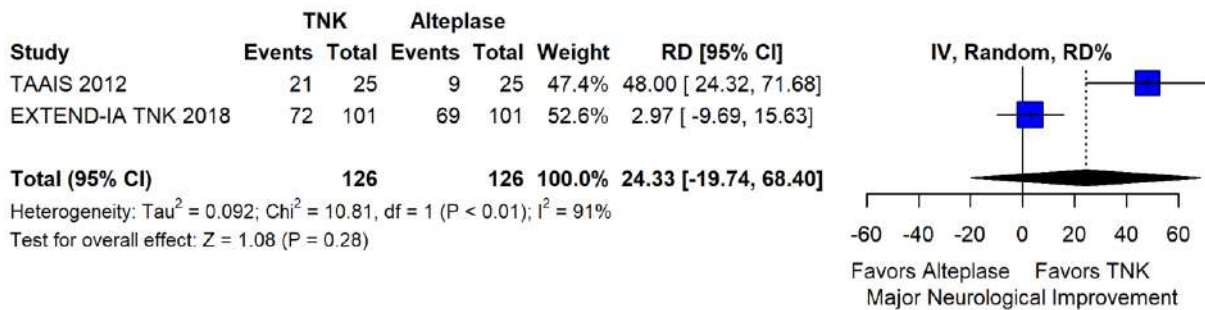 TNK Alteplase
Study Events Total Events Total Weight RD [95% CI] IV, Random, RD%
TAAIS 2012 21 25 9 25 47.4% 48.00 [ 24.32, 71.68]
EXTEND-IA TNK 2018 72 101 69 101 52.6% 2.97 [ -9.69, 15.63]
Total (95% CI) 126 126 100.0% 24.33 [-19.74, 68.40]
Heterogeneity: Tau² = 0.092; Chi² = 10.81, df = 1 (P < 0.01); I² = 91%
Test for overall effect: Z = 1.08 (P = 0.28)
-60 -40 -20 0 20 40 60
Favors Alteplase Favors TNK
Major Neurological Improvement